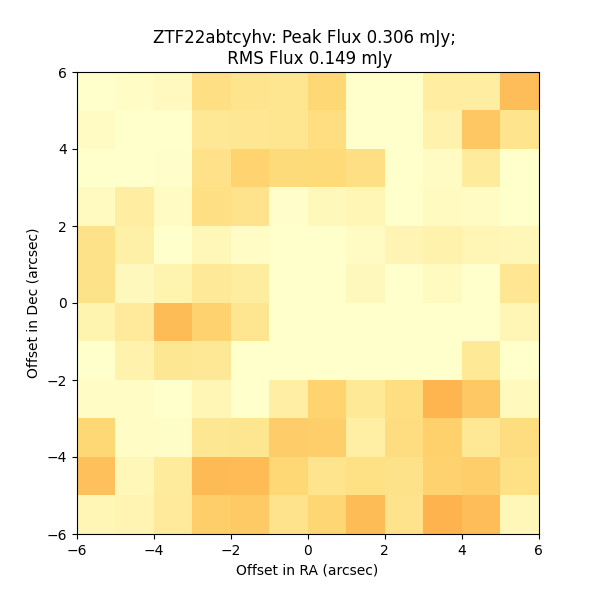 ZTF22abtcyhv: Peak Flux 0.306 mJy;
RMS Flux 0.149 mJy
6
4
2
0
−2
−4
−6
Offset in Dec (arcsec)
−6 −4 −2 0 2 4 6
Offset in RA (arcsec)